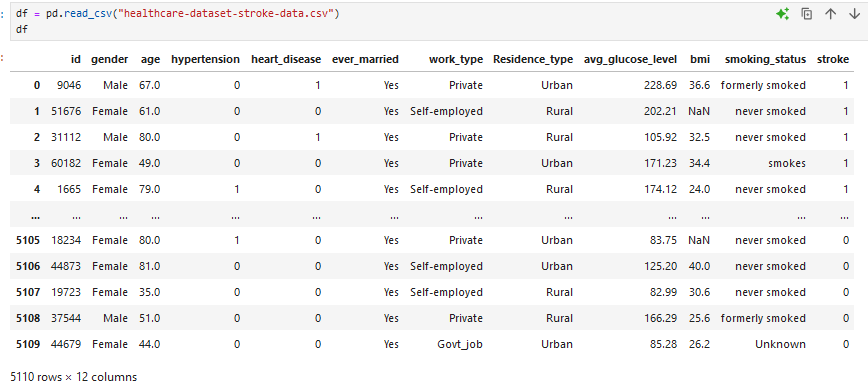 df = pd.read_csv("healthcare-dataset-stroke-data.csv")
df
id gender age hypertension heart_disease ever_married work_type Residence_type avg_glucose_level bmi smoking_status stroke
0 9046 Male 67.0 0 1 Yes Private Urban 228.69 36.6 formerly smoked 1
1 51676 Female 61.0 0 0 Yes Self-employed Rural 202.21 NaN never smoked 1
2 31112 Male 80.0 0 1 Yes Private Rural 105.92 32.5 never smoked 1
3 60182 Female 49.0 0 0 Yes Private Urban 171.23 34.4 smokes 1
4 1665 Female 79.0 1 0 Yes Self-employed Rural 174.12 24.0 never smoked 1
... ... ... ... ... ... ... ... ... ... ... ... ...
5105 18234 Female 80.0 1 0 Yes Private Urban 83.75 NaN never smoked 0
5106 44873 Female 81.0 0 0 Yes Self-employed Urban 125.20 40.0 never smoked 0
5107 19723 Female 35.0 0 0 Yes Self-employed Rural 82.99 30.6 never smoked 0
5108 37544 Male 51.0 0 0 Yes Private Rural 166.29 25.6 formerly smoked 0
5109 44679 Female 44.0 0 0 Yes Govt_job Urban 85.28 26.2 Unknown 0
5110 rows × 12 columns